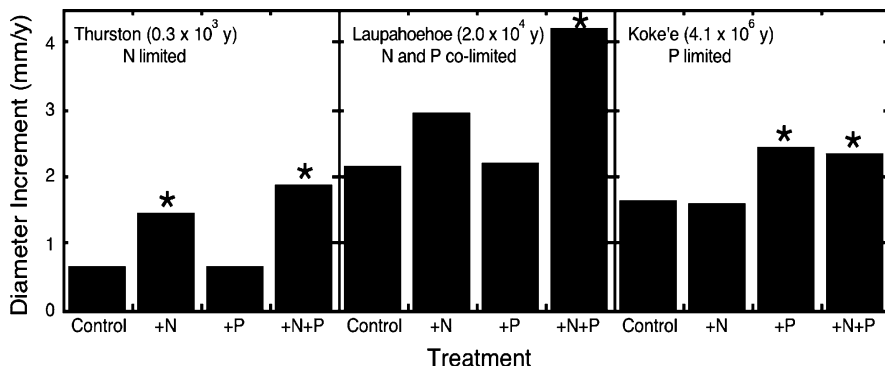 Diameter Increment (mm/y)
4
3
2
1
0
Thurston (0.3 x 10³ y)
N limited
Laupahoehoe (2.0 x 10⁴ y)
N and P co-limited
Koke'e (4.1 x 10⁶ y)
P limited
*
*
*
*
*
Control +N +P +N+P Control +N +P +N+P Control +N +P +N+P
Treatment